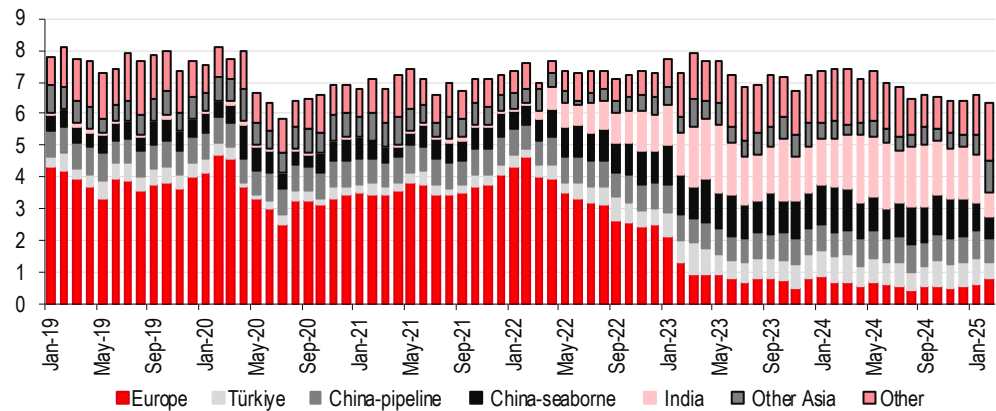 9
8
7
6
5
4
3
2
1
0
Jan-19
May-19
Sep-19
Jan-20
May-20
Sep-20
Jan-21
May-21
Sep-21
Jan-22
May-22
Sep-22
Jan-23
May-23
Sep-23
Jan-24
May-24
Sep-24
Jan-25
Europe Türkiye China-pipeline China-seaborne India Other Asia Other